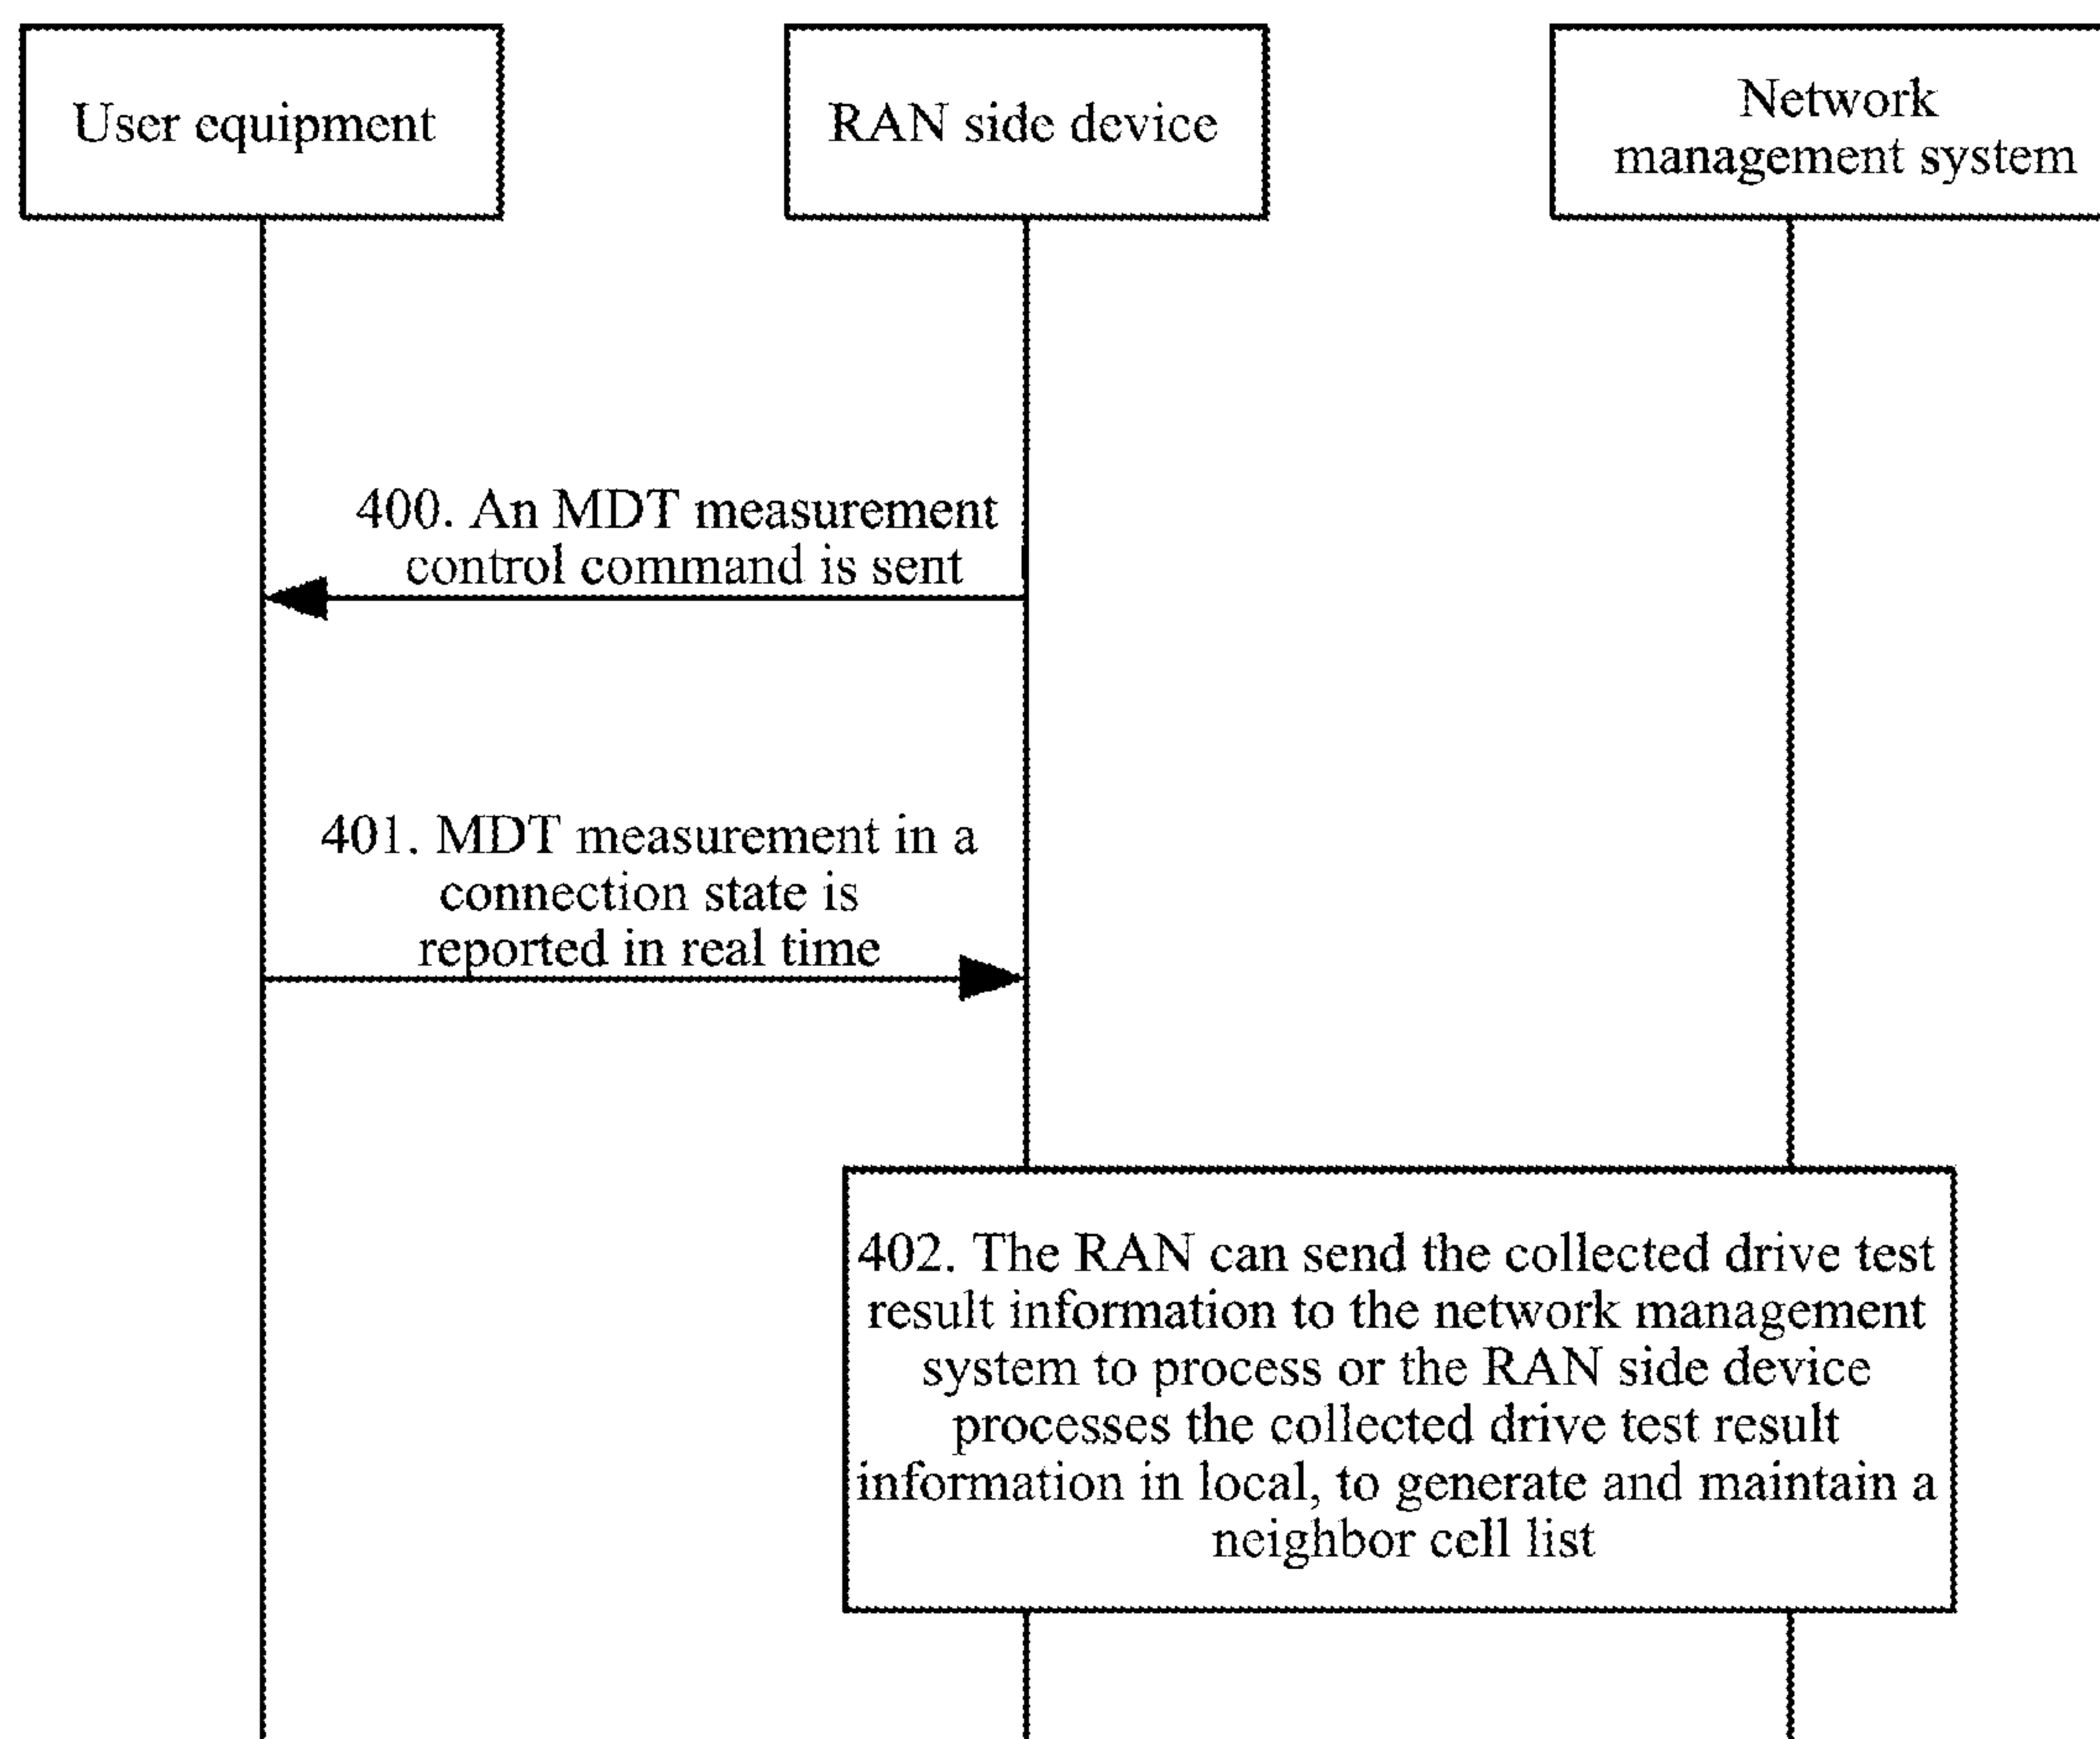 User equipment
RAN side device
Network
management system
400. An MDT measurement
control command is sent
401. MDT measurement in a
connection state is
reported in real time
402. The RAN can send the collected drive test
result information to the network management
system to process or the RAN side device
processes the collected drive test result
information in local, to generate and maintain a
neighbor cell list